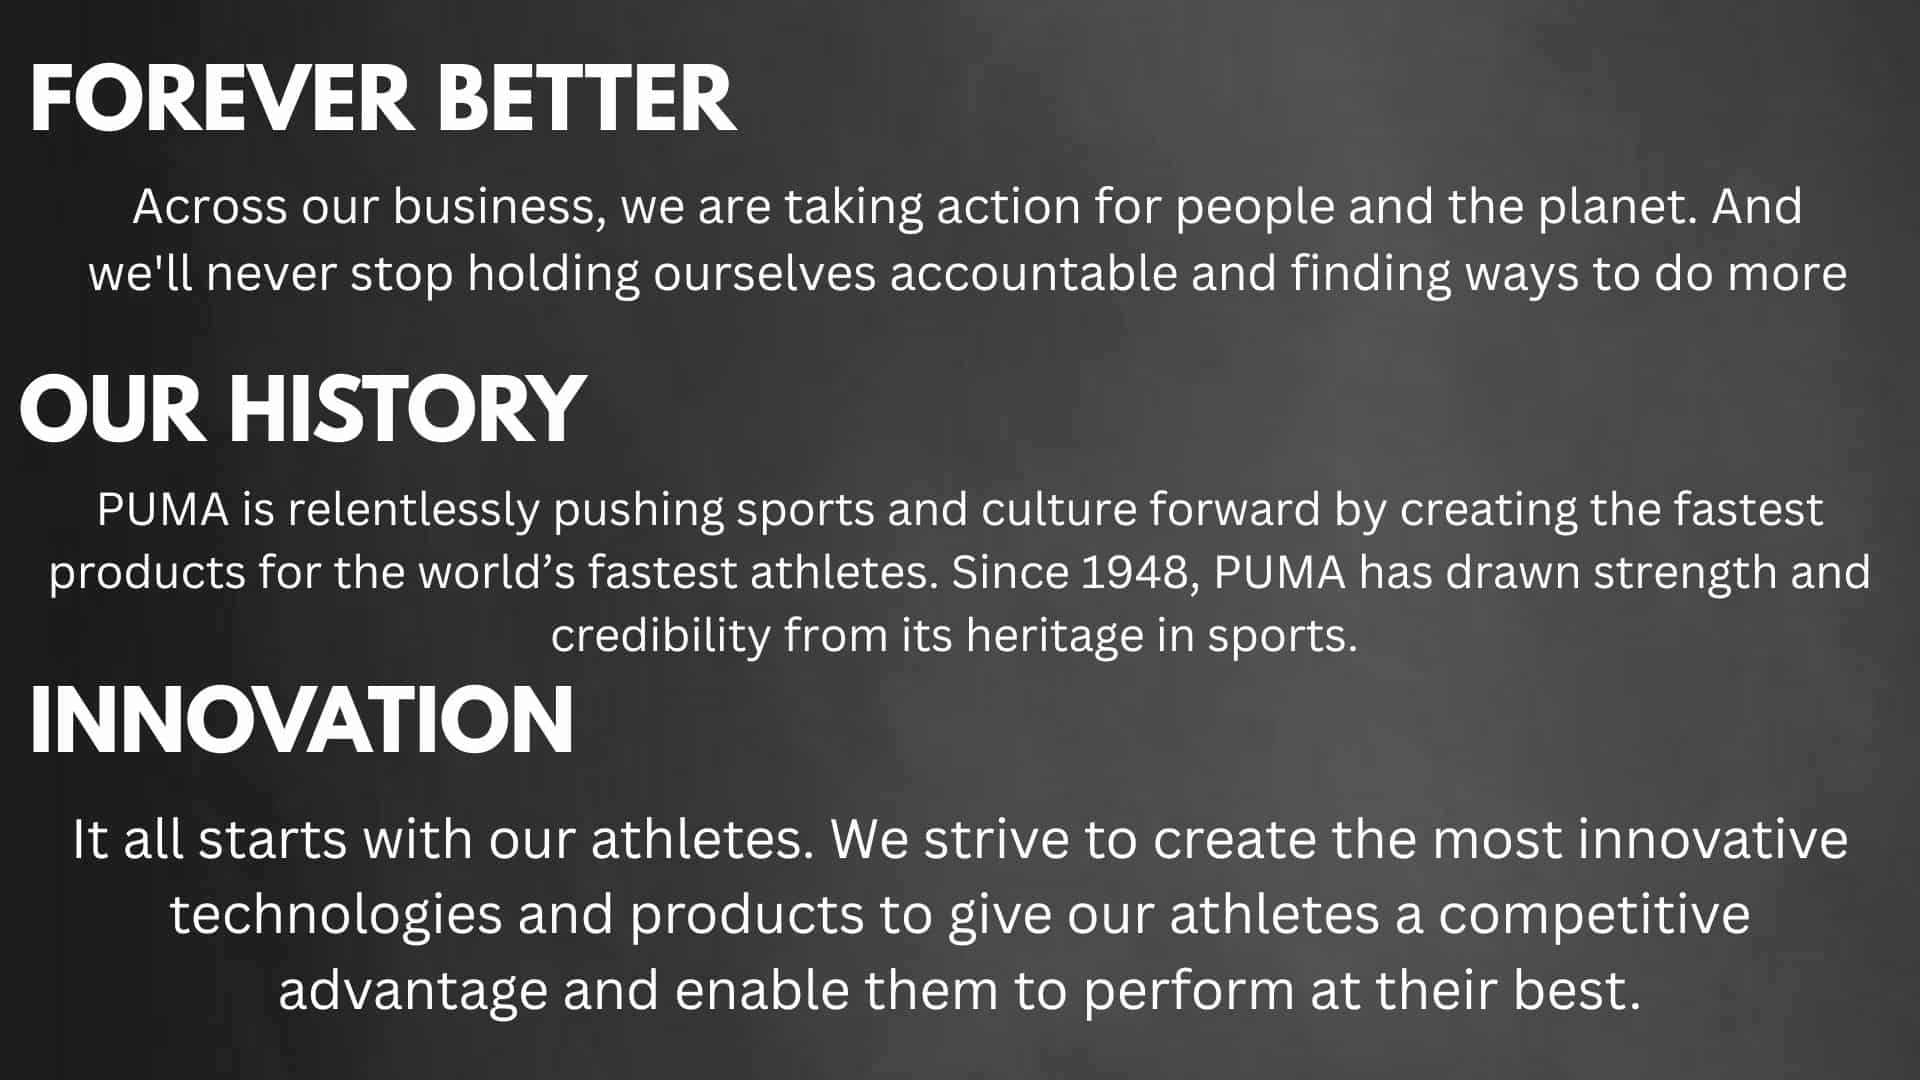 FOREVER BETTER
Across our business, we are taking action for people and the planet. And
we'll never stop holding ourselves accountable and finding ways to do more
OUR HISTORY
PUMA is relentlessly pushing sports and culture forward by creating the fastest
products for the world’s fastest athletes. Since 1948, PUMA has drawn strength and
credibility from its heritage in sports.
INNOVATION
It all starts with our athletes. We strive to create the most innovative
technologies and products to give our athletes a competitive
advantage and enable them to perform at their best.